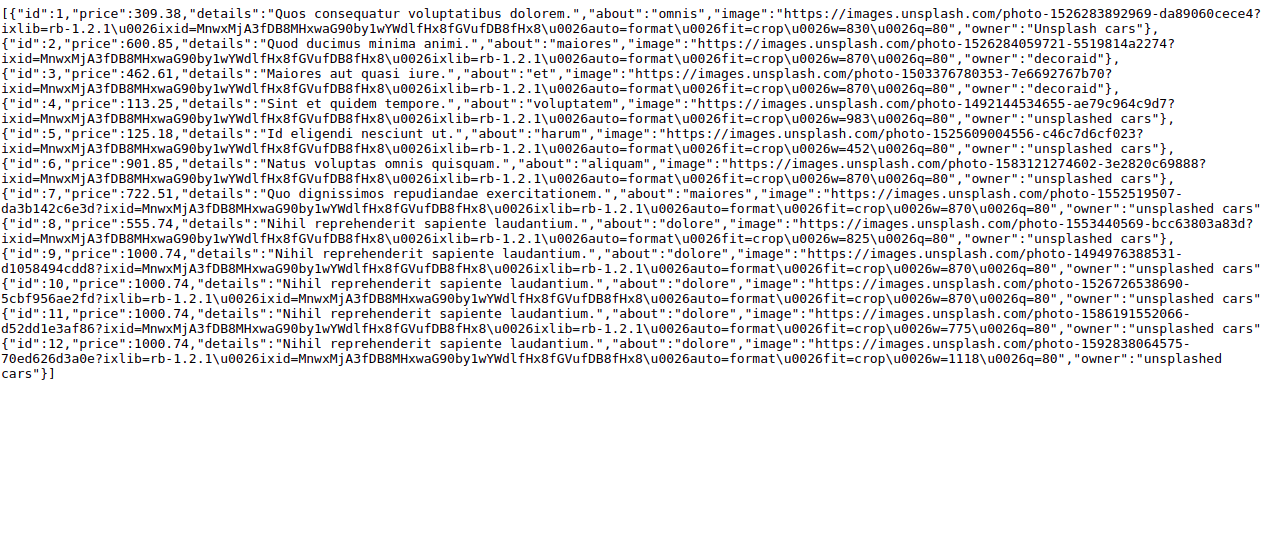 [{"id":1,"price":309.38,"details":"Quos consequatur voluptatibus dolorem.","about":"omnis","image":"https://images.unsplash.com/photo-1526283892969-da89060cece4?
ixlib=rb-1.2.1\u0026ixid=MnwxMjA3fDB8MHxwaG90by1wYWdlfHx8fGVufDB8fHx8\u0026auto=format\u0026fit=crop\u0026w=830\u0026q=80","owner":"Unsplash cars"},
{"id":2,"price":600.85,"details":"Quod ducimus minima animi.","about":"maiores","image":"https://images.unsplash.com/photo-1526284059721-5519814a2274?
ixid=MnwxMjA3fDB8MHxwaG90by1wYWdlfHx8fGVufDB8fHx8\u0026ixlib=rb-1.2.1\u0026auto=format\u0026fit=crop\u0026w=870\u0026q=80","owner":"decoraid"},
{"id":3,"price":462.61,"details":"Maiores aut quasi iure.","about":"et","image":"https://images.unsplash.com/photo-1503376780353-7e6692767b70?
ixid=MnwxMjA3fDB8MHxwaG90by1wYWdlfHx8fGVufDB8fHx8\u0026ixlib=rb-1.2.1\u0026auto=format\u0026fit=crop\u0026w=870\u0026q=80","owner":"decoraid"},
{"id":4,"price":113.25,"details":"Sint et quidem tempore.","about":"voluptatem","image":"https://images.unsplash.com/photo-1492144534655-ae79c964c9d7?
ixid=MnwxMjA3fDB8MHxwaG90by1wYWdlfHx8fGVufDB8fHx8\u0026ixlib=rb-1.2.1\u0026auto=format\u0026fit=crop\u0026w=983\u0026q=80","owner":"unsplashed cars"},
{"id":5,"price":125.18,"details":"Id eligendi nesciunt ut.","about":"harum","image":"https://images.unsplash.com/photo-1525609004556-c46c7d6cf023?
ixid=MnwxMjA3fDB8MHxwaG90by1wYWdlfHx8fGVufDB8fHx8\u0026ixlib=rb-1.2.1\u0026auto=format\u0026fit=crop\u0026w=452\u0026q=80","owner":"unsplashed cars"},
{"id":6,"price":901.85,"details":"Natus voluptas omnis quisquam.","about":"aliquam","image":"https://images.unsplash.com/photo-1583121274602-3e2820c69888?
ixid=MnwxMjA3fDB8MHxwaG90by1wYWdlfHx8fGVufDB8fHx8\u0026ixlib=rb-1.2.1\u0026auto=format\u0026fit=crop\u0026w=870\u0026q=80","owner":"unsplashed cars"},
{"id":7,"price":722.51,"details":"Quo dignissimos repudiandae exercitationem.","about":"maiores","image":"https://images.unsplash.com/photo-1552519507-
da3b142c6e3d?ixid=MnwxMjA3fDB8MHxwaG90by1wYWdlfHx8fGVufDB8fHx8\u0026ixlib=rb-1.2.1\u0026auto=format\u0026fit=crop\u0026w=870\u0026q=80","owner":"unsplashed cars"
{"id":8,"price":555.74,"details":"Nihil reprehenderit sapiente laudantium.","about":"dolore","image":"https://images.unsplash.com/photo-1553440569-bcc63803a83d?
ixid=MnwxMjA3fDB8MHxwaG90by1wYWdlfHx8fGVufDB8fHx8\u0026ixlib=rb-1.2.1\u0026auto=format\u0026fit=crop\u0026w=825\u0026q=80","owner":"unsplashed cars"},
{"id":9,"price":1000.74,"details":"Nihil reprehenderit sapiente laudantium.","about":"dolore","image":"https://images.unsplash.com/photo-1494976388531-
d1058494cdd8?ixid=MnwxMjA3fDB8MHxwaG90by1wYWdlfHx8fGVufDB8fHx8\u0026ixlib=rb-1.2.1\u0026auto=format\u0026fit=crop\u0026w=870\u0026q=80","owner":"unsplashed cars"
{"id":10,"price":1000.74,"details":"Nihil reprehenderit sapiente laudantium.","about":"dolore","image":"https://images.unsplash.com/photo-1526726538690-
5cbf956ae2fd?ixlib=rb-1.2.1\u0026ixid=MnwxMjA3fDB8MHxwaG90by1wYWdlfHx8fGVufDB8fHx8\u0026auto=format\u0026fit=crop\u0026w=870\u0026q=80","owner":"unsplashed cars"
{"id":11,"price":1000.74,"details":"Nihil reprehenderit sapiente laudantium.","about":"dolore","image":"https://images.unsplash.com/photo-1586191552066-
d52dd1e3af86?ixid=MnwxMjA3fDB8MHxwaG90by1wYWdlfHx8fGVufDB8fHx8\u0026ixlib=rb-1.2.1\u0026auto=format\u0026fit=crop\u0026w=775\u0026q=80","owner":"unsplashed cars"
{"id":12,"price":1000.74,"details":"Nihil reprehenderit sapiente laudantium.","about":"dolore","image":"https://images.unsplash.com/photo-1592838064575-
70ed626d3a0e?ixlib=rb-1.2.1\u0026ixid=MnwxMjA3fDB8MHxwaG90by1wYWdlfHx8fGVufDB8fHx8\u0026auto=format\u0026fit=crop\u0026w=1118\u0026q=80","owner":"unsplashed
cars"}]